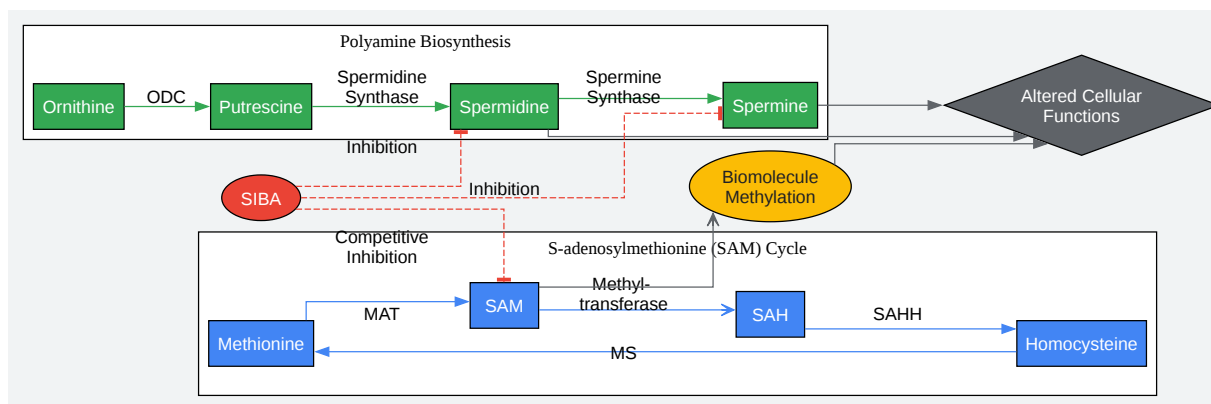 Polyamine Biosynthesis
Ornithine
ODC
Putrescine
Spermidine
Synthase
Spermidine
Spermine
Synthase
Spermine
Altered Cellular
Functions
Inhibition
SIBA
Inhibition
Biomolecule
Methylation
Competitive
Inhibition
S-adenosylmethionine (SAM) Cycle
Methionine
MAT
SAM
Methyl-
transferase
SAH
SAHH
Homocysteine
MS